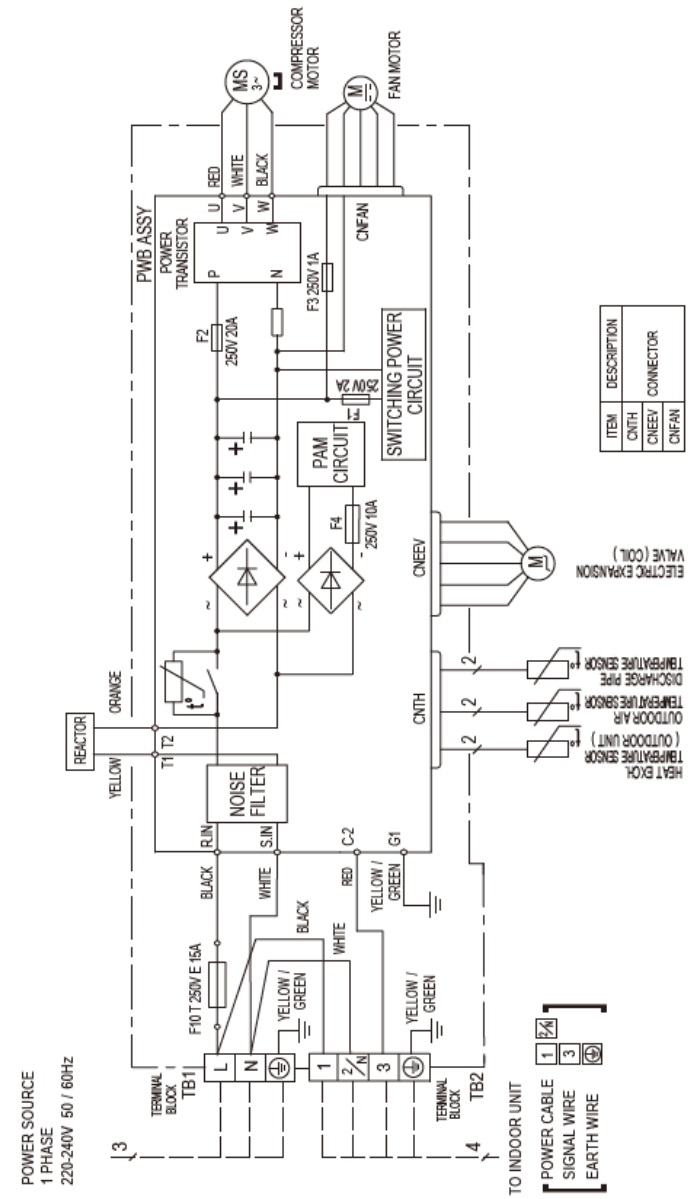 POWER SOURCE
1 PHASE
220-240V 50 / 60Hz
3
TERMINAL
BLOCK
TB1
L
N
1
2/N
3
TERMINAL
BLOCK
TB2
4
TO INDOOR UNIT
POWER CABLE 1 2/N
SIGNAL WIRE 3
EARTH WIRE
F10 T 250V E 15A
YELLOW /
GREEN
BLACK
WHITE
YELLOW /
GREEN
BLACK
WHITE
RED
YELLOW /
GREEN
R.IN
S.IN
C-2
G1
NOISE
FILTER
REACTOR
YELLOW
ORANGE
T1
T2
t°
~
+
~
-
~
+
~
-
+
+
+
F4
250V 10A
PAM
CIRCUIT
F1
250V 2A
SWITCHING POWER
CIRCUIT
F2
250V 20A
F3 250V 1A
PWB ASSY
POWER
TRANSISTOR
P
N
U
V
W
U
V
W
RED
WHITE
BLACK
MS
3~
COMPRESSOR
MOTOR
M
FAN MOTOR
CNFAN
CNEEV
M
ELECTRIC EXPANSION
VALVE ( COIL )
CNTH
2
2
2
t°
t°
t°
HEAT EXCH.
TEMPERATURE SENSOR
( OUTDOOR UNIT )
OUTDOOR AIR
TEMPERATURE SENSOR
DISCHARGE PIPE
TEMPERATURE SENSOR
ITEM DESCRIPTION
CNTH
CNEEV CONNECTOR
CNFAN